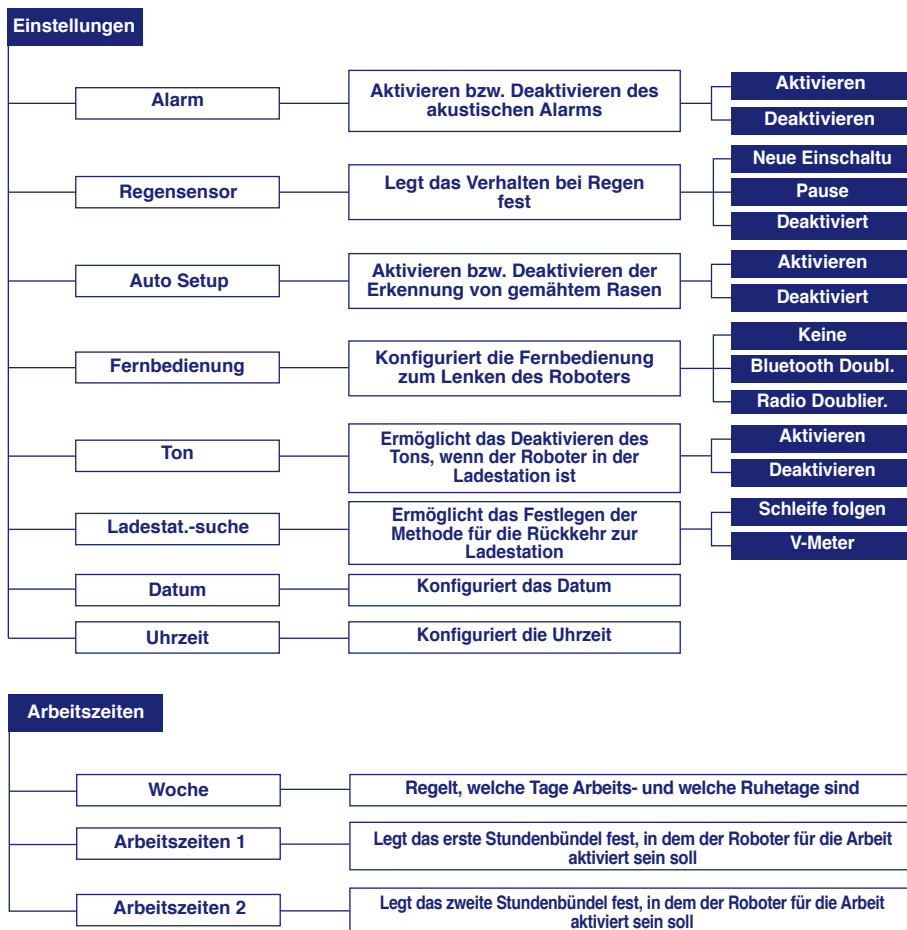 Einstellungen
Alarm
Aktivieren bzw. Deaktivieren des
akustischen Alarms
Aktivieren
Deaktivieren
Regensensor
Legt das Verhalten bei Regen
fest
Neue Einschaltu
Pause
Deaktiviert
Auto Setup
Aktivieren bzw. Deaktivieren der
Erkennung von gemähtem Rasen
Aktivieren
Deaktiviert
Fernbedienung
Konfiguriert die Fernbedienung
zum Lenken des Roboters
Keine
Bluetooth Doubl.
Radio Doublier.
Ton
Ermöglicht das Deaktivieren des
Tons, wenn der Roboter in der
Ladestation ist
Aktivieren
Deaktivieren
Ladestat.-suche
Ermöglicht das Festlegen der
Methode für die Rückkehr zur
Ladestation
Schleife folgen
V-Meter
Datum
Konfiguriert das Datum
Uhrzeit
Konfiguriert die Uhrzeit
Arbeitszeiten
Woche
Regelt, welche Tage Arbeits- und welche Ruhetage sind
Arbeitszeiten 1
Legt das erste Stundenbündel fest, in dem der Roboter für die Arbeit
aktiviert sein soll
Arbeitszeiten 2
Legt das zweite Stundenbündel fest, in dem der Roboter für die Arbeit
aktiviert sein soll